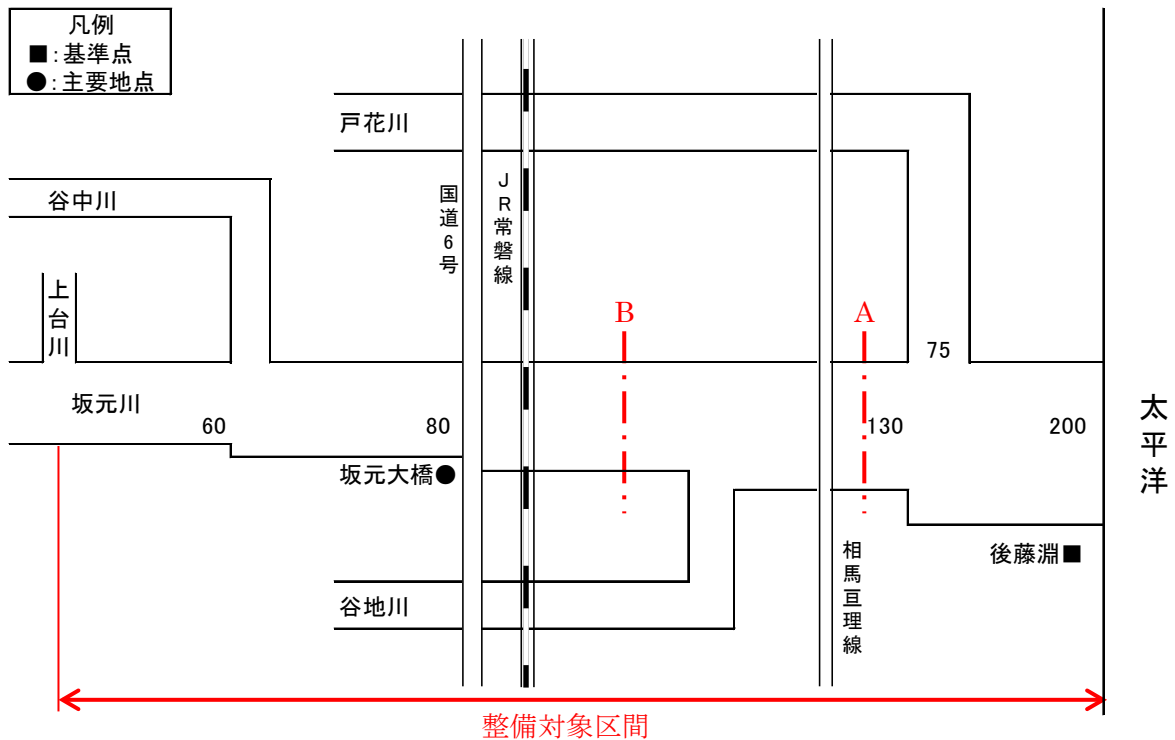 凡例
■:基準点
●:主要地点
戸花川
谷中川
国道6号
JR常磐線
上台川
B
A
75
坂元川
60
80
130
200
太平洋
坂元大橋●
後藤淵■
相馬亘理線
谷地川
整備対象区間